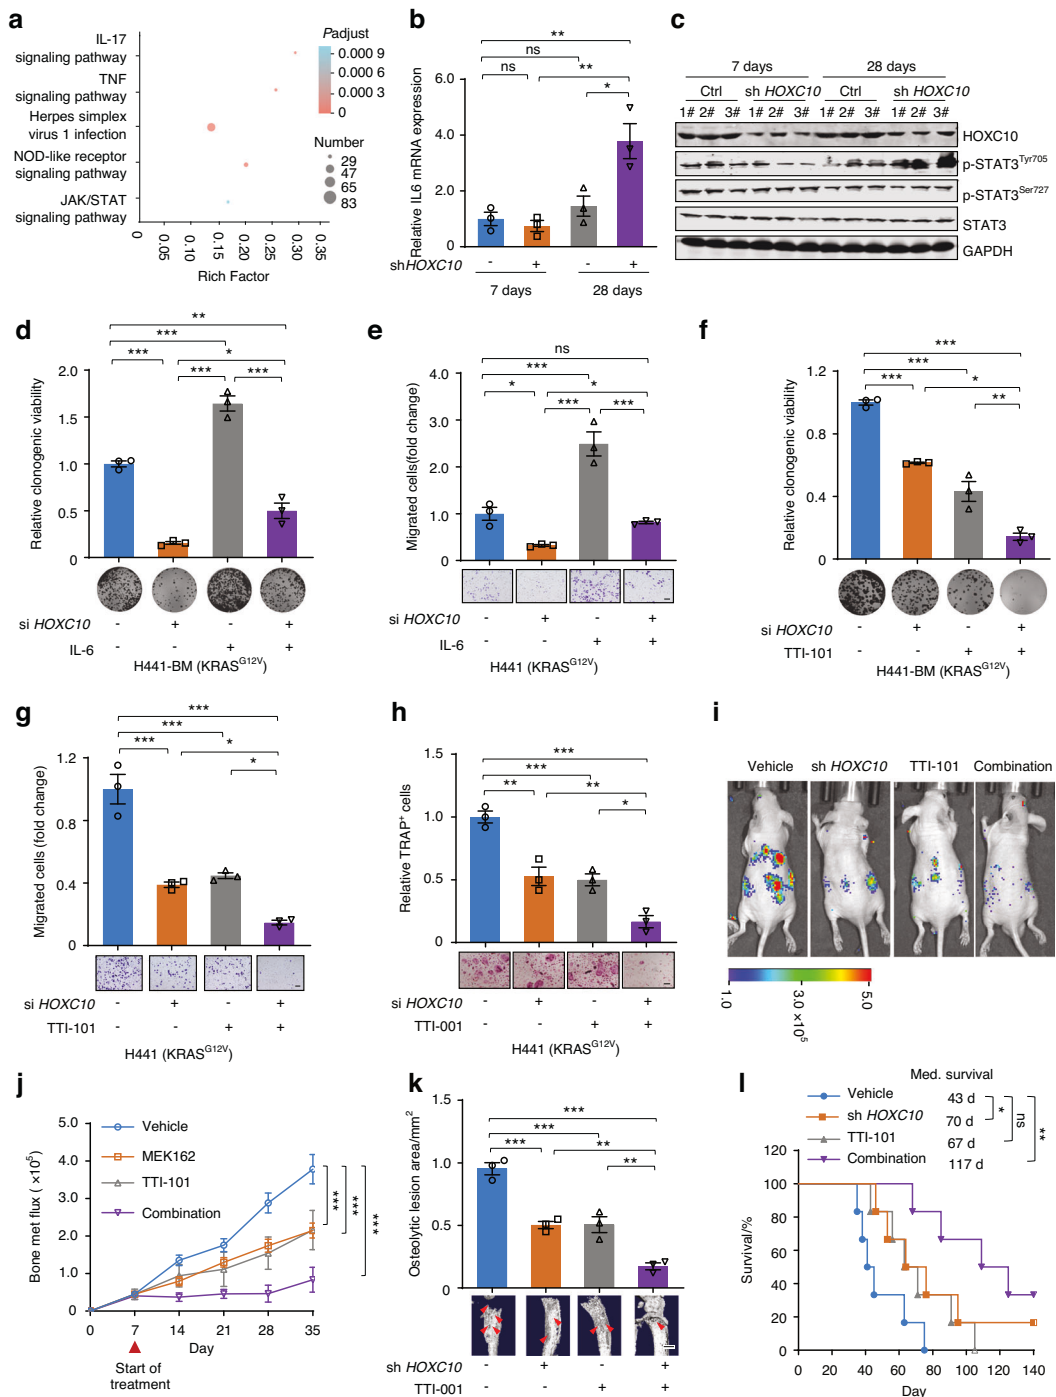 a
IL-17
signaling pathway
TNF
signaling pathway
Herpes simplex
virus 1 infection
NOD-like receptor
signaling pathway
JAK/STAT
signaling pathway
0 0.05 0.10 0.15 0.20 0.25 0.30 0.35
Rich Factor
Padjust
0.000 9
0.000 6
0.000 3
0
Number
29
47
65
83
b
Relative IL6 mRNA expression
6.0
4.0
2.0
0
** ns ** ns *
shHOXC10 - + - +
7 days 28 days
c
7 days 28 days
Ctrl sh HOXC10 Ctrl sh HOXC10
1# 2# 3# 1# 2# 3# 1# 2# 3# 1# 2# 3#
HOXC10
p-STAT3Tyr705
p-STAT3Ser727
STAT3
GAPDH
d
Relative clonogenic viability
2.0
1.5
1.0
0.5
0
** *** *** * *** ***
si HOXC10 - + - +
IL-6 - - + +
H441-BM (KRASG12V)
e
Migrated cells(fold change)
4.0
3.0
2.0
1.0
0
ns *** * * *** ***
si HOXC10 - + - +
IL-6 - - + +
H441 (KRASG12V)
f
Relative clonogenic viability
1.2
0.8
0.4
0
*** *** *** * **
si HOXC10 - + - +
TTI-101 - - + +
H441-BM (KRASG12V)
g
Migrated cells (fold change)
1.2
0.8
0.4
0
*** *** *** * *
si HOXC10 - + - +
TTI-101 - - + +
H441 (KRASG12V)
h
Relative TRAP+ cells
1.5
1.0
0.5
0
*** *** ** ** *
si HOXC10 - + - +
TTI-001 - - + +
H441 (KRASG12V)
i
Vehicle sh HOXC10 TTI-101 Combination
1.0 3.0 5.0
×10⁵
j
Bone met flux ( ×10⁵)
5.0
4.0
3.0
2.0
1.0
0
Vehicle
MEK162
TTI-101
Combination
*** *** ***
0 7 14 21 28 35
Day
Start of
treatment
k
Osteolytic lesion area/mm²
1.5
1.0
0.5
0
*** *** *** ** **
sh HOXC10 - + - +
TTI-001 - - + +
l
Med. survival
Vehicle 43 d
sh HOXC10 70 d
TTI-101 67 d
Combination 117 d
* ns **
Survival/%
120
100
80
60
40
20
0
0 20 40 60 80 100 120 140
Day